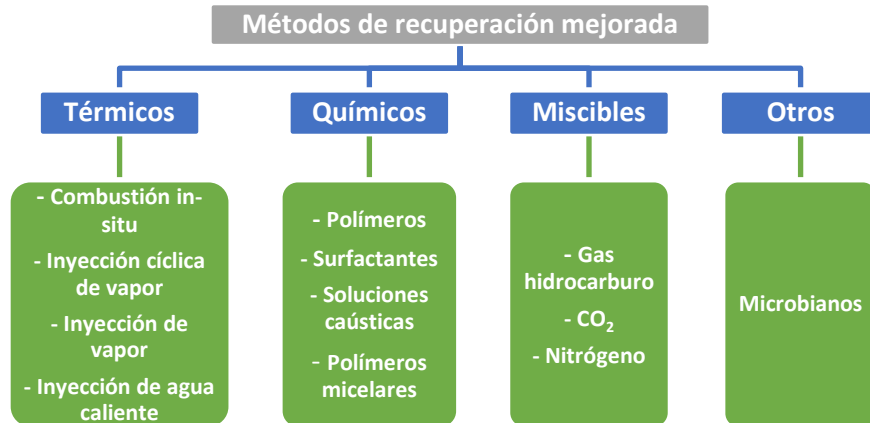 Métodos de recuperación mejorada
Térmicos
Químicos
Miscibles
Otros
- Combustión in-
situ
- Inyección cíclica
de vapor
- Inyección de
vapor
- Inyección de agua
caliente
- Polímeros
- Surfactantes
- Soluciones
caústicas
- Polímeros
micelares
- Gas
hidrocarburo
- CO₂
- Nitrógeno
Microbianos